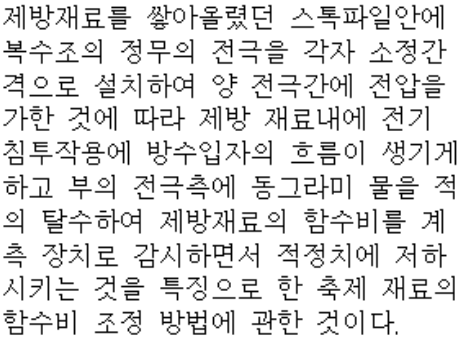 제방재료를 쌓아올렸던 스톡파일안에
복수조의 정무의 전극을 각자 소정간
격으로 설치하여 양 전극간에 전압을
가한 것에 따라 제방 재료내에 전기
침투작용에 방수입자의 흐름이 생기게
하고 부의 전극측에 동그라미 물을 적
의 탈수하여 제방재료의 함수비를 계
측 장치로 감시하면서 적정치에 저하
시키는 것을 특징으로 한 축제 재료의
함수비 조정 방법에 관한 것이다.